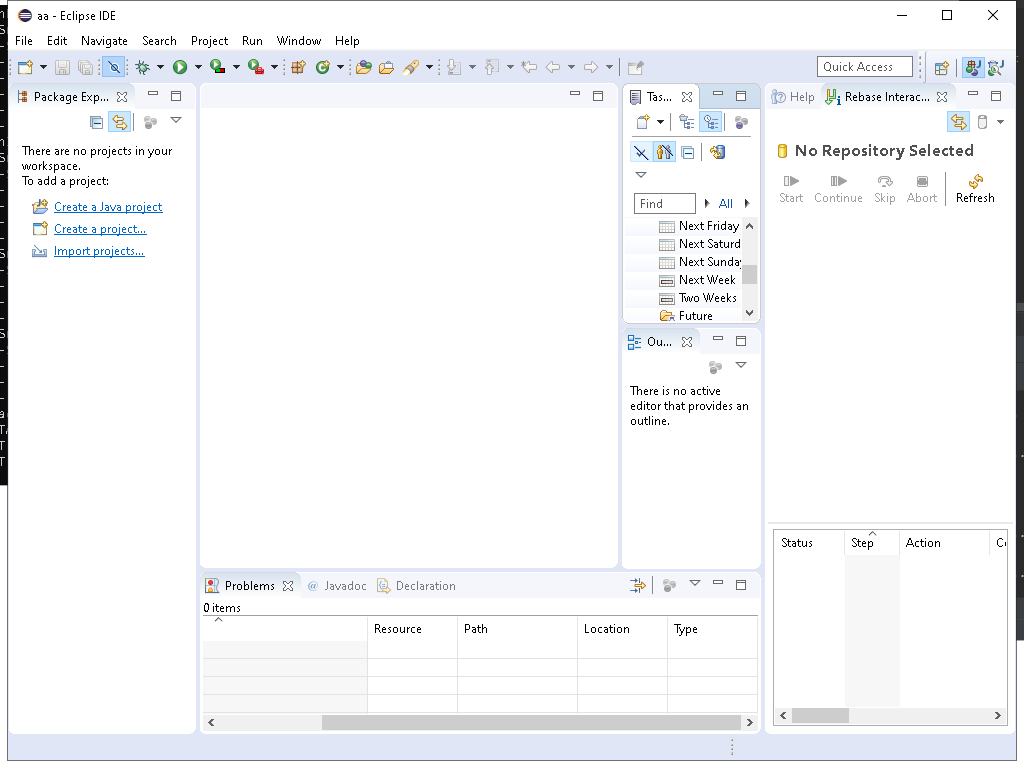 aa - Eclipse IDE
File Edit Navigate Search Project Run Window Help
Quick Access
Package Exp...
There are no projects in your
workspace.
To add a project:
Create a Java project
Create a project...
Import projects...
Tas...
Find
All
Next Friday
Next Saturd
Next Sunday
Next Week
Two Weeks
Future
Ou...
There is no active
editor that provides an
outline.
Help Rebase Interac...
No Repository Selected
Start Continue Skip Abort Refresh
Status Step Action
Problems Javadoc Declaration
0 items
Resource Path Location Type